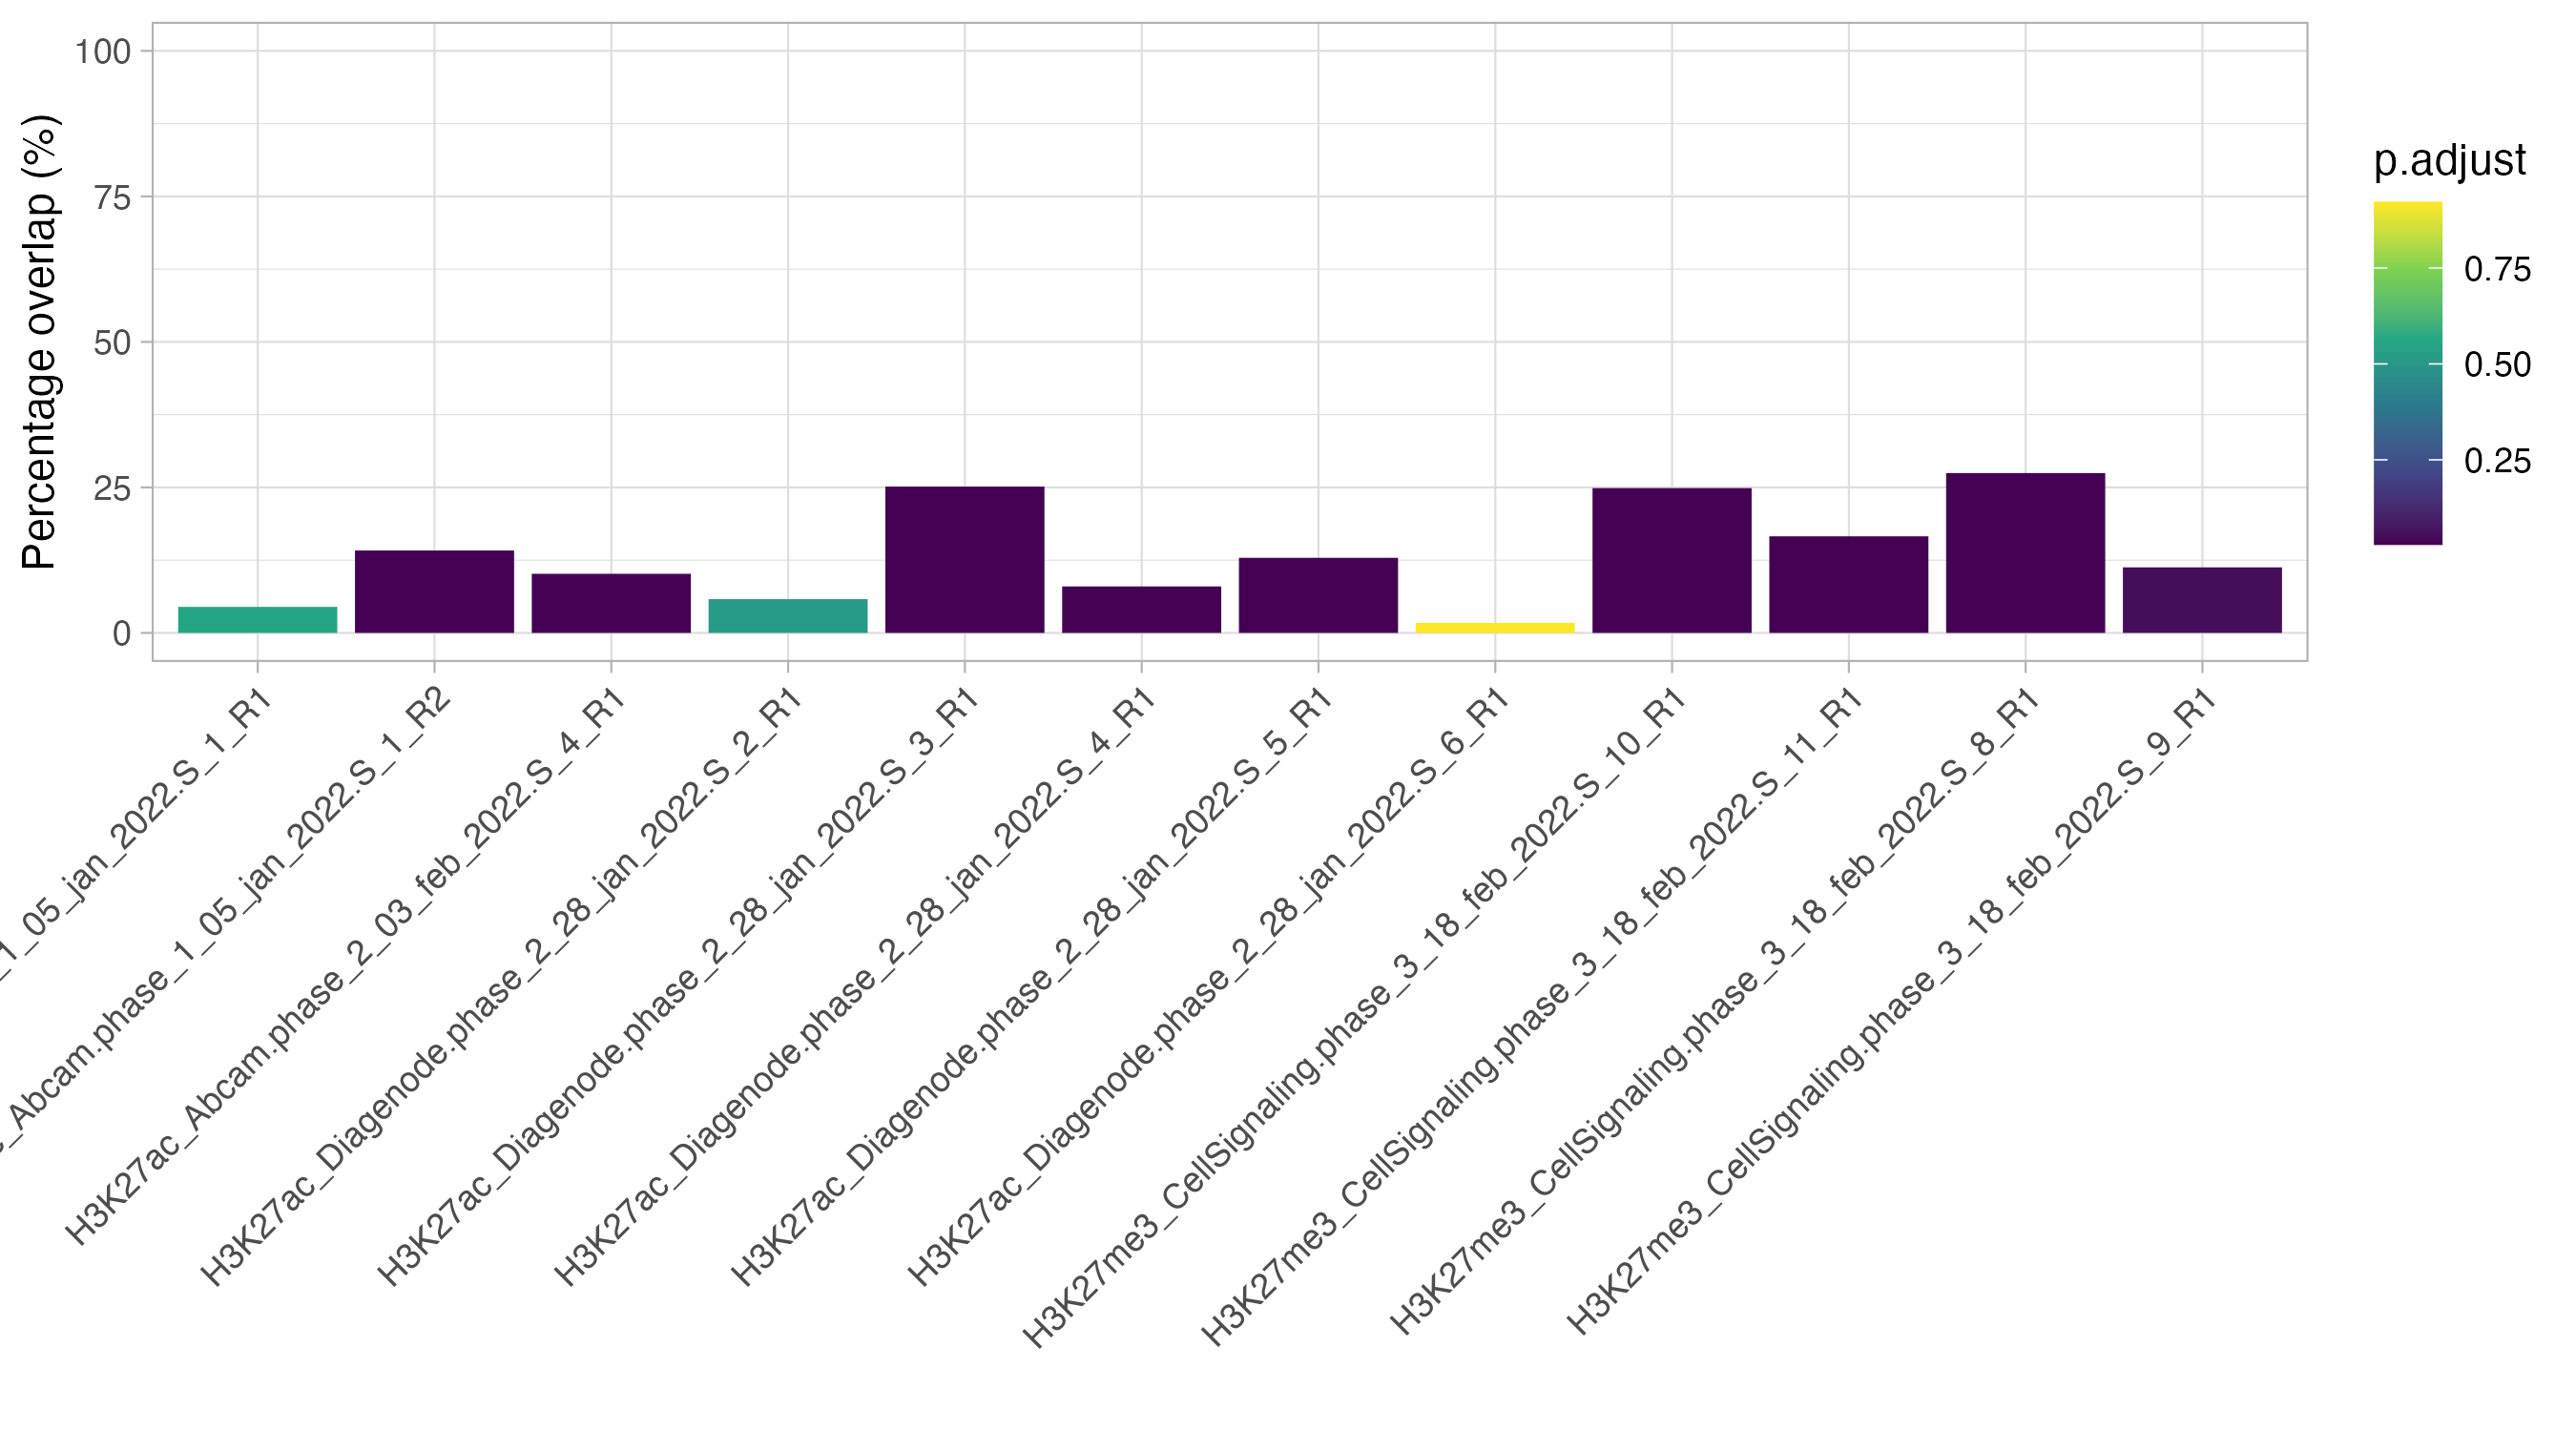 Percentage overlap (%)
100
75
50
25
0
_1_05_jan_2022.S_1_R1
_Abcam.phase_1_05_jan_2022.S_1_R2
H3K27ac_Abcam.phase_2_03_feb_2022.S_4_R1
H3K27ac_Diagenode.phase_2_28_jan_2022.S_2_R1
H3K27ac_Diagenode.phase_2_28_jan_2022.S_3_R1
H3K27ac_Diagenode.phase_2_28_jan_2022.S_4_R1
H3K27ac_Diagenode.phase_2_28_jan_2022.S_5_R1
H3K27ac_Diagenode.phase_2_28_jan_2022.S_6_R1
H3K27me3_CellSignaling.phase_3_18_feb_2022.S_10_R1
H3K27me3_CellSignaling.phase_3_18_feb_2022.S_11_R1
H3K27me3_CellSignaling.phase_3_18_feb_2022.S_8_R1
H3K27me3_CellSignaling.phase_3_18_feb_2022.S_9_R1
p.adjust
0.75
0.50
0.25